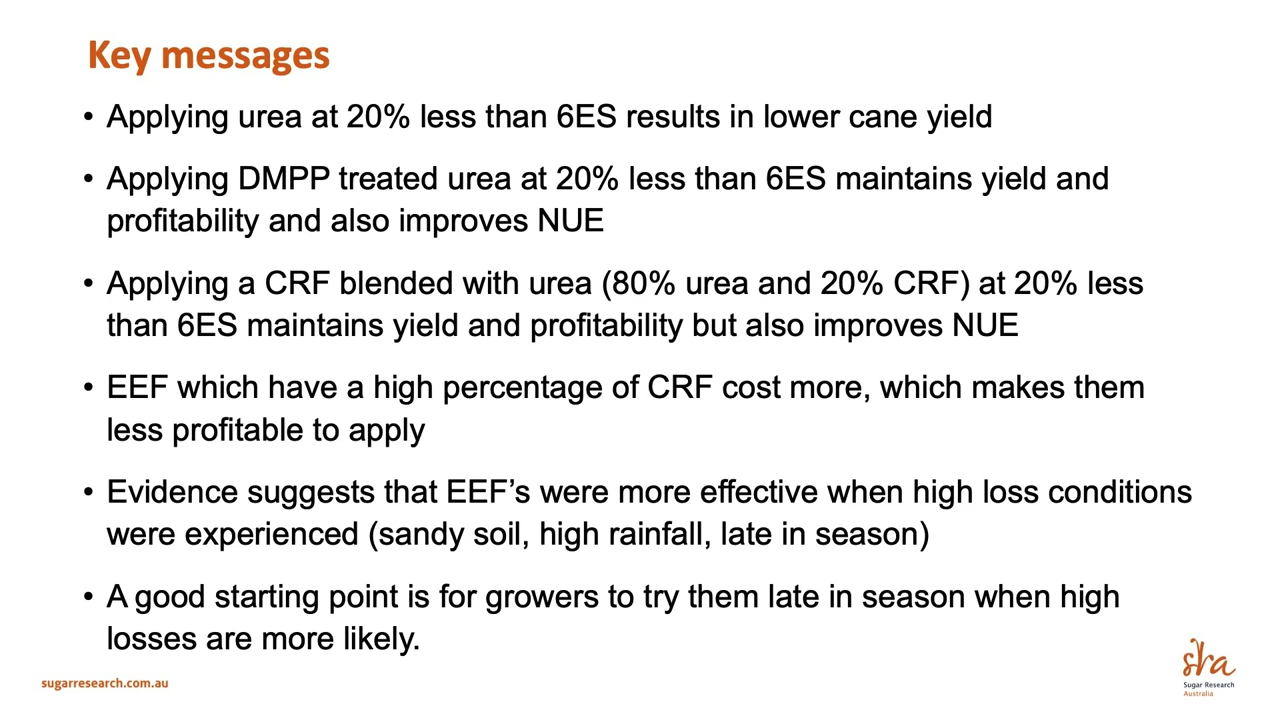 Key messages
• Applying urea at 20% less than 6ES results in lower cane yield
• Applying DMPP treated urea at 20% less than 6ES maintains yield and
profitability and also improves NUE
• Applying a CRF blended with urea (80% urea and 20% CRF) at 20% less
than 6ES maintains yield and profitability but also improves NUE
• EEF which have a high percentage of CRF cost more, which makes them
less profitable to apply
• Evidence suggests that EEF’s were more effective when high loss conditions
were experienced (sandy soil, high rainfall, late in season)
• A good starting point is for growers to try them late in season when high
losses are more likely.
sugarresearch.com.au
sra
Sugar Research
Australia